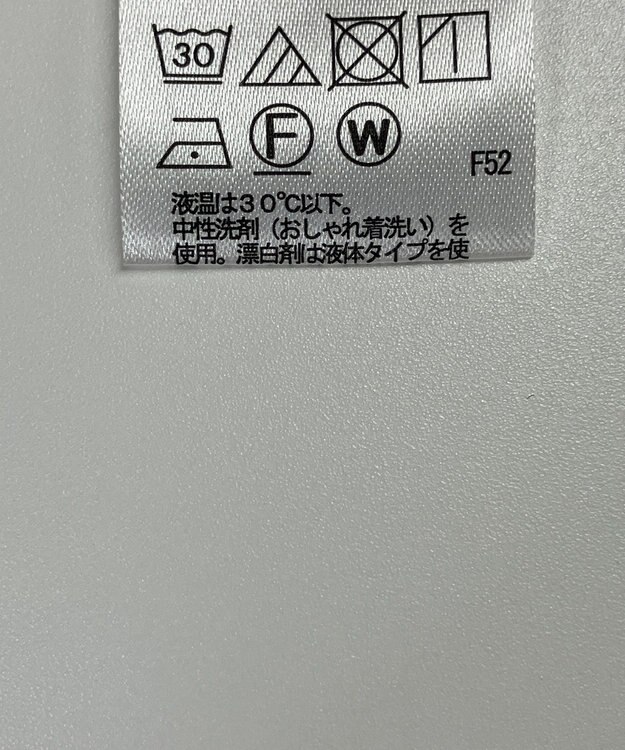 30
F W
F52
液温は３０℃以下。
中性洗剤（おしゃれ着洗い）を
使用。漂白剤は液体タイプを使